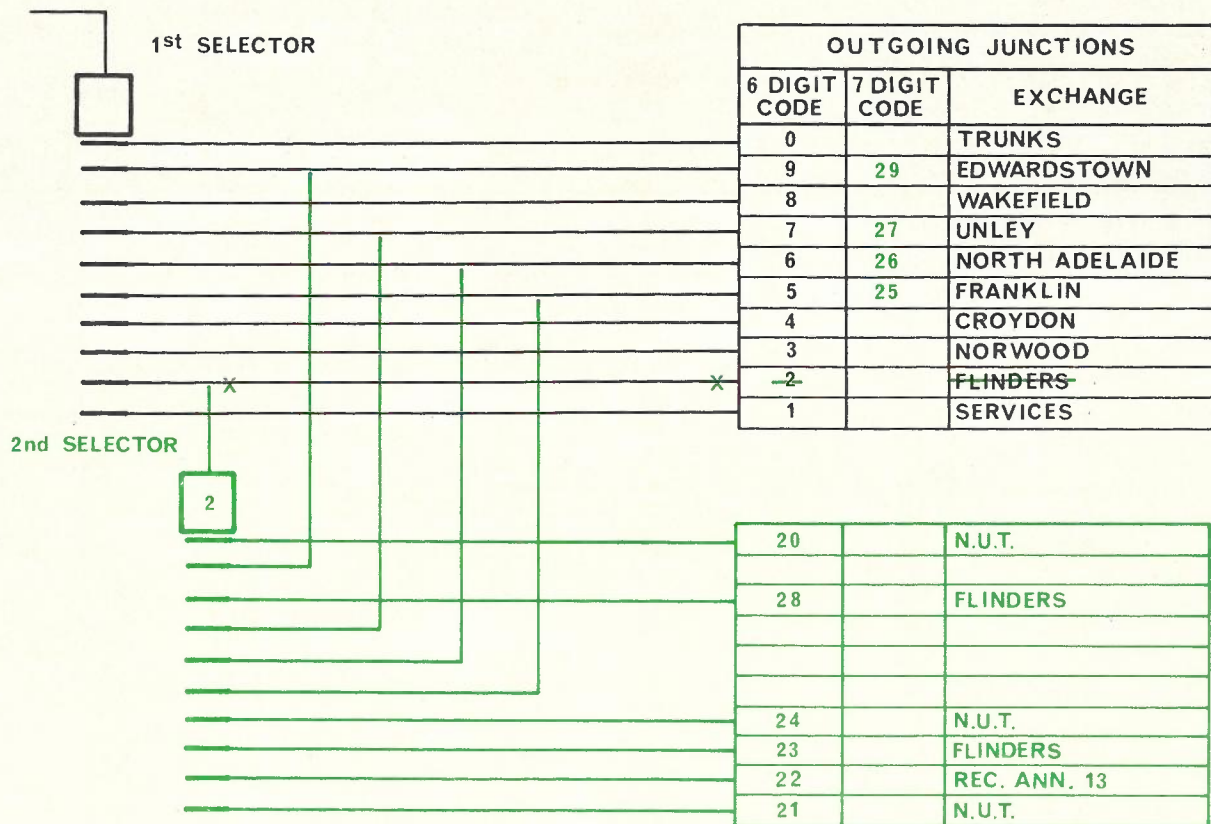 1st SELECTOR
OUTGOING JUNCTIONS
6 DIGIT CODE 7 DIGIT CODE EXCHANGE
0 TRUNKS
9 29 EDWARDSTOWN
8 WAKEFIELD
7 27 UNLEY
6 26 NORTH ADELAIDE
5 25 FRANKLIN
4 CROYDON
3 NORWOOD
X X 2 FLINDERS
1 SERVICES
2nd SELECTOR
2
20 N.U.T.
28 FLINDERS
24 N.U.T.
23 FLINDERS
22 REC. ANN. 13
21 N.U.T.